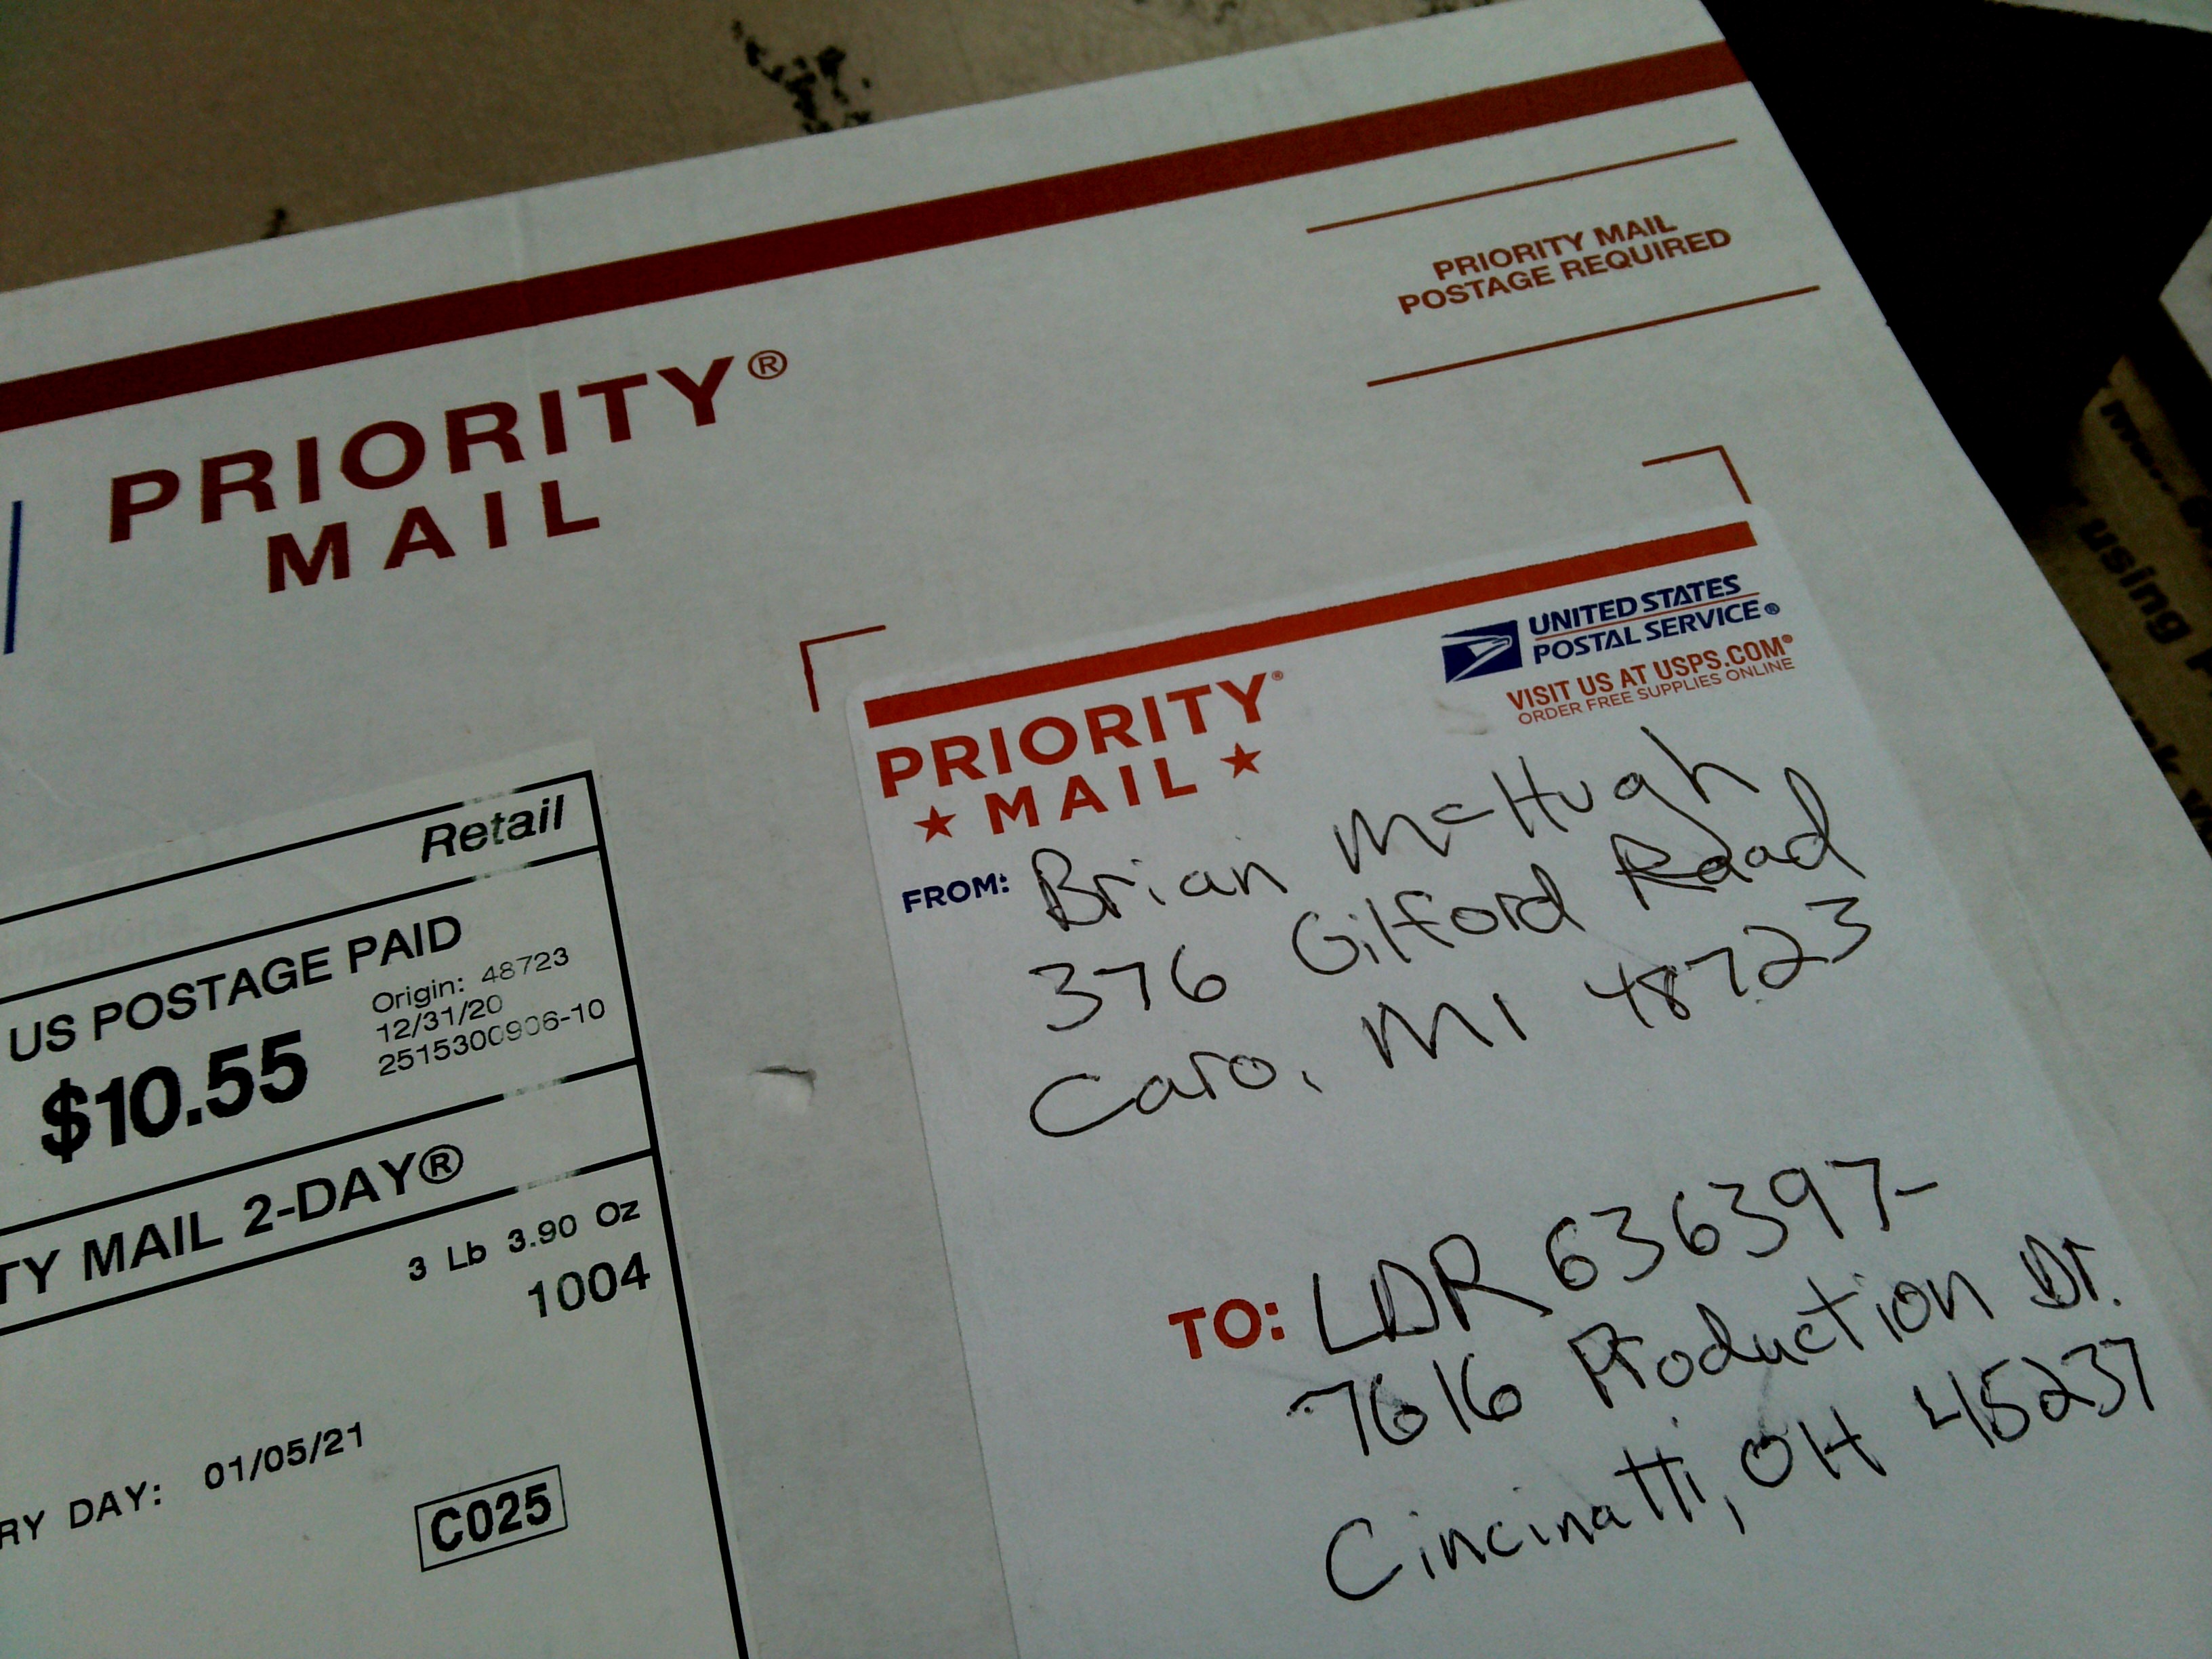 PRIORITY®
MAIL
PRIORITY MAIL
POSTAGE REQUIRED
UNITED STATES
POSTAL SERVICE®
VISIT US AT USPS.COM®
ORDER FREE SUPPLIES ONLINE
PRIORITY®
★ MAIL ★
FROM: Brian McHugh
376 Gilford Road
Caro, MI 48723
TO: LDR 636397-
7616 Production Dr.
Cincinatti, OH 45237
Retail
US POSTAGE PAID
$10.55
Origin: 48723
12/31/20
2515300906-10
TY MAIL 2-DAY®
3 Lb 3.90 Oz
1004
RY DAY: 01/05/21
C025
using